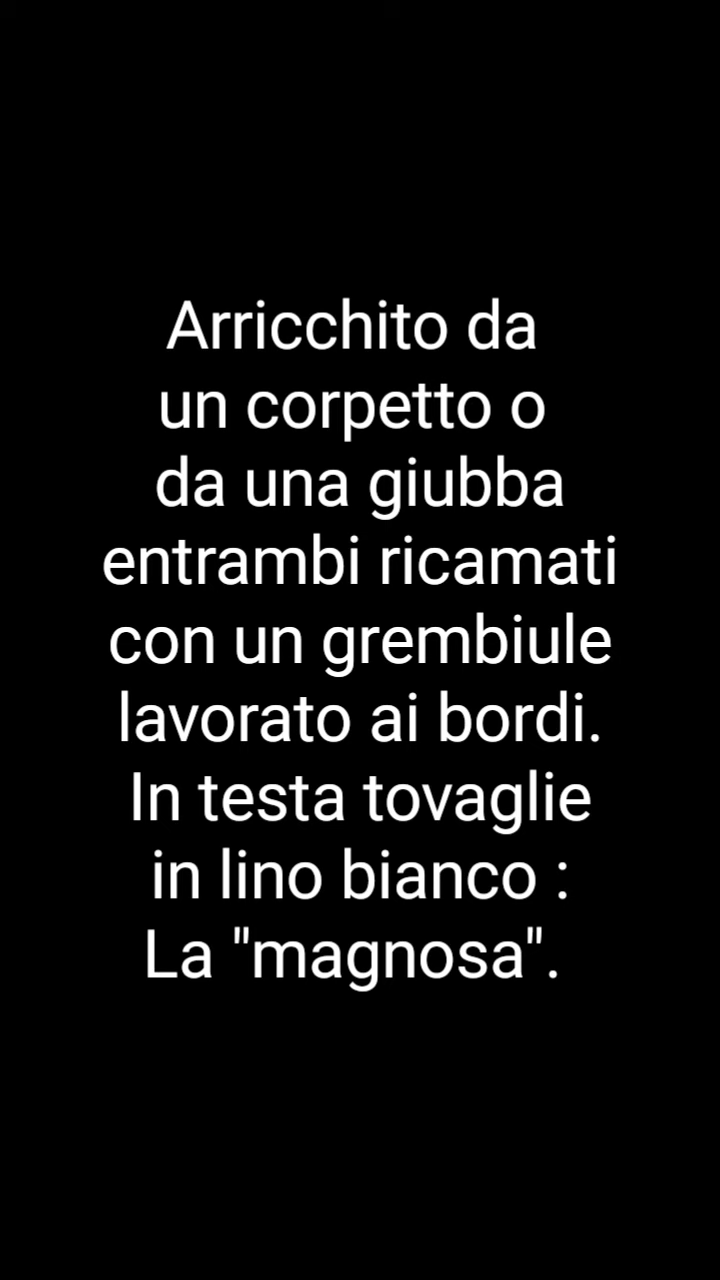 Arricchito da
un corpetto o
da una giubba
entrambi ricamati
con un grembiule
lavorato ai bordi.
In testa tovaglie
in lino bianco :
La "magnosa".